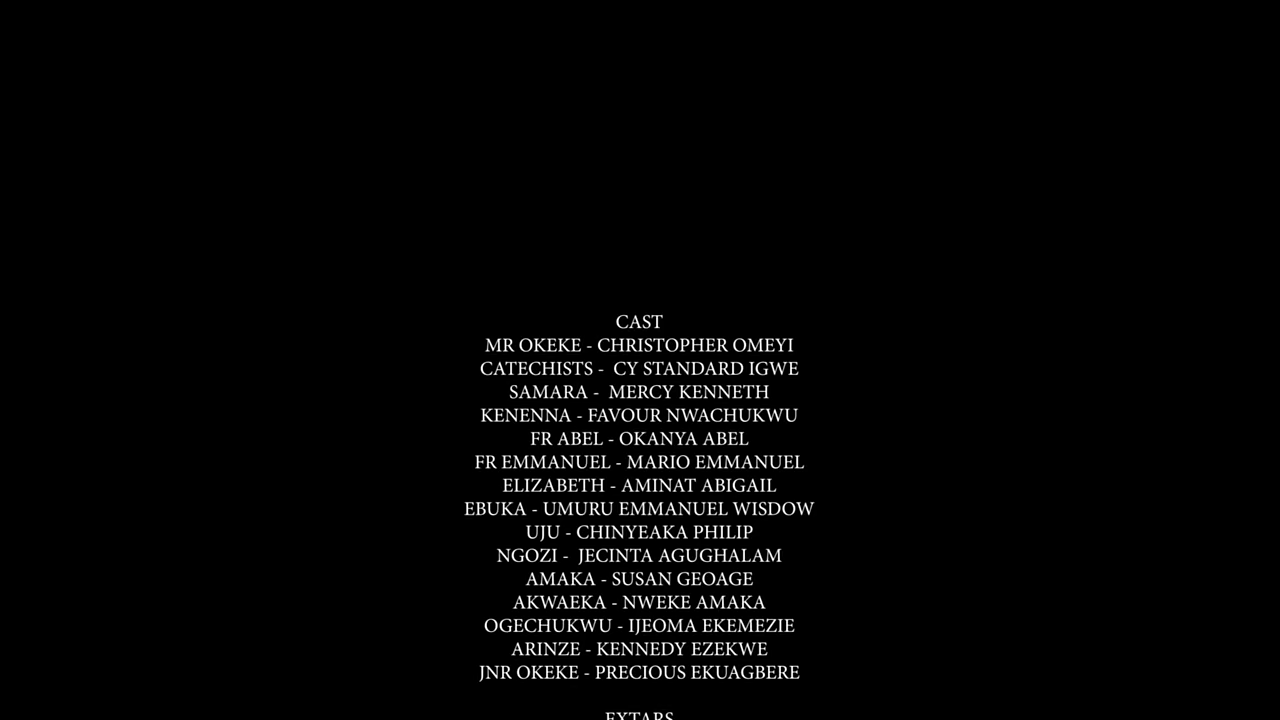 CAST
MR OKEKE - CHRISTOPHER OMEYI
CATECHISTS -  CY STANDARD IGWE
SAMARA -  MERCY KENNETH
KENENNA - FAVOUR NWACHUKWU
FR ABEL - OKANYA ABEL
FR EMMANUEL - MARIO EMMANUEL
ELIZABETH - AMINAT ABIGAIL
EBUKA - UMURU EMMANUEL WISDOW
UJU - CHINYEAKA PHILIP
NGOZI -  JECINTA AGUGHALAM
AMAKA - SUSAN GEOAGE
AKWAEKA - NWEKE AMAKA
OGECHUKWU - IJEOMA EKEMEZIE
ARINZE - KENNEDY EZEKWE
JNR OKEKE - PRECIOUS EKUAGBERE
EXTARS